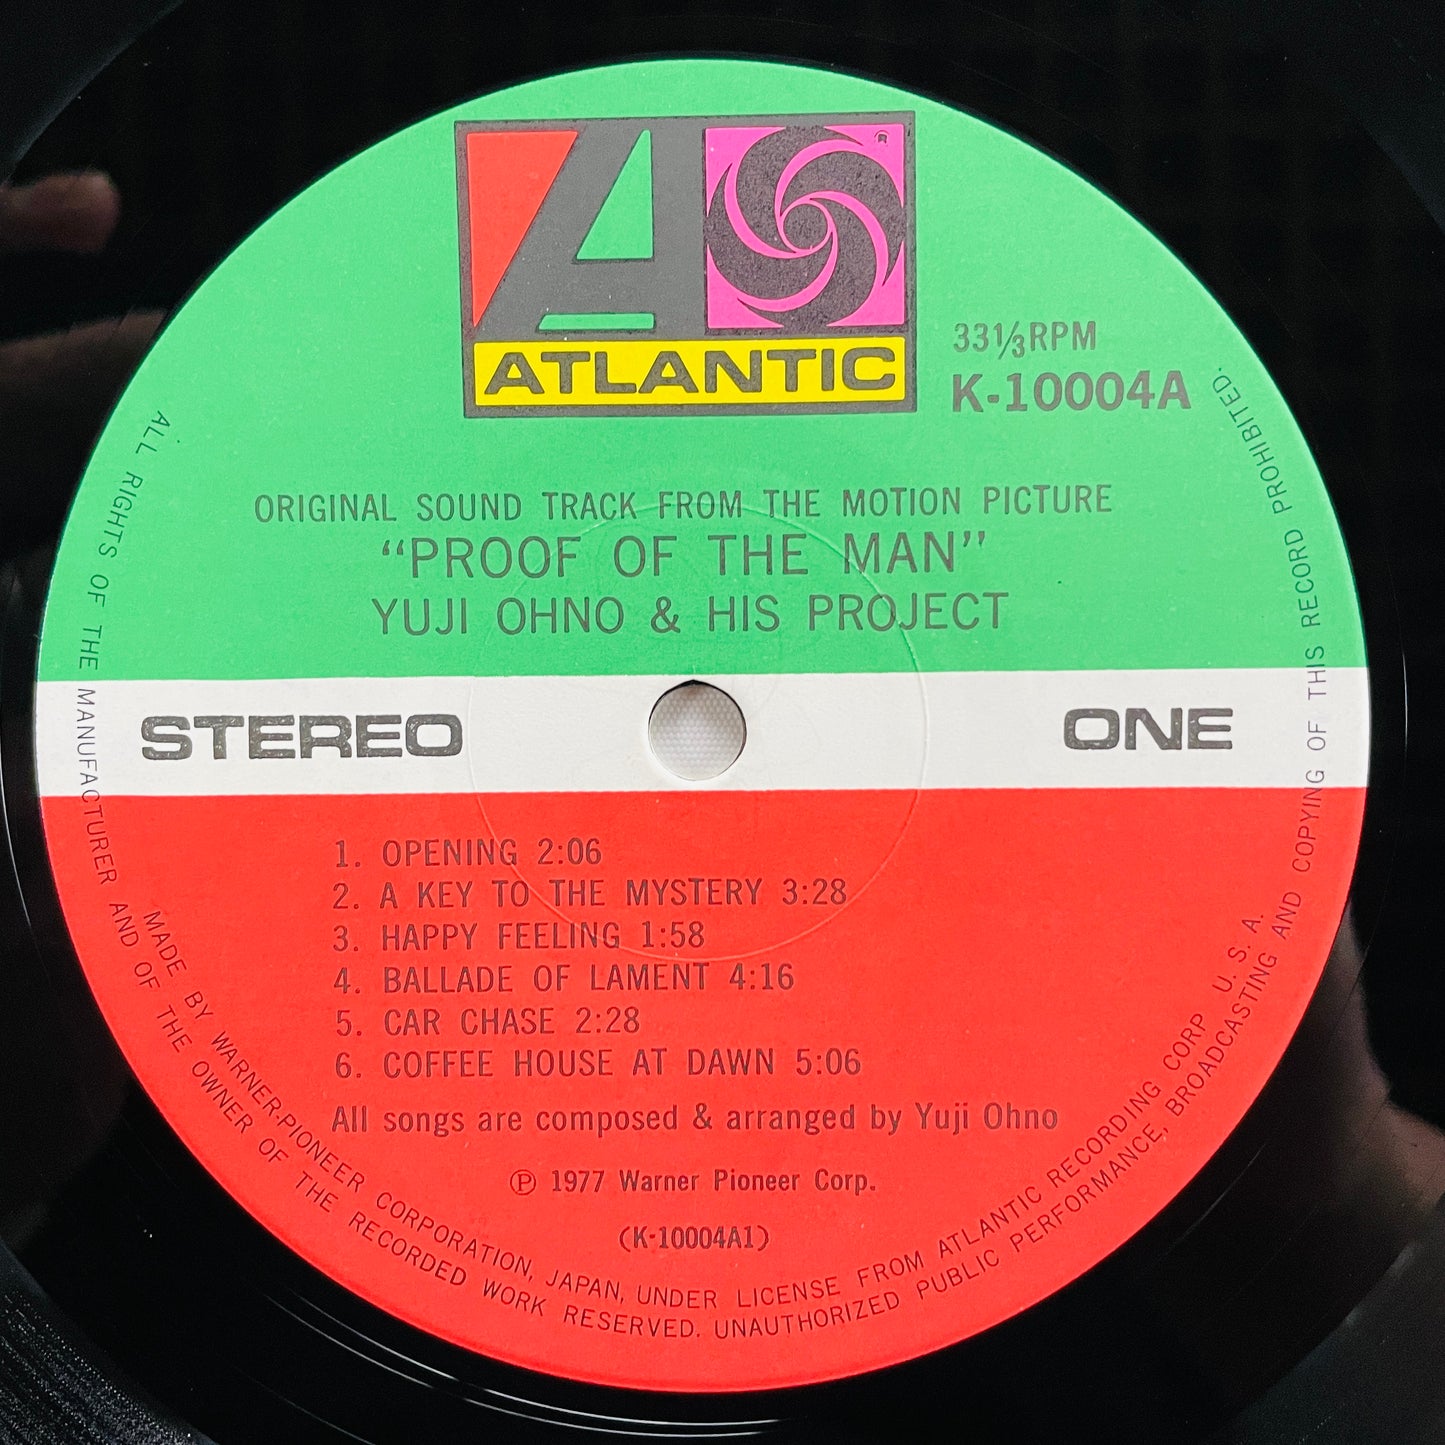 ATLANTIC
®
33⅓RPM
K-10004A
ORIGINAL SOUND TRACK FROM THE MOTION PICTURE
“PROOF OF THE MAN”
YUJI OHNO & HIS PROJECT
STEREO
ONE
1. OPENING 2:06
2. A KEY TO THE MYSTERY 3:28
3. HAPPY FEELING 1:58
4. BALLADE OF LAMENT 4:16
5. CAR CHASE 2:28
6. COFFEE HOUSE AT DAWN 5:06
All songs are composed & arranged by Yuji Ohno
℗ 1977 Warner Pioneer Corp.
(K-10004A1)
MADE BY WARNER-PIONEER CORPORATION, JAPAN, UNDER LICENSE FROM ATLANTIC RECORDING CORP U. S. A.
ALL RIGHTS OF THE MANUFACTURER AND OF THE OWNER OF THE RECORDED WORK RESERVED. UNAUTHORIZED PUBLIC PERFORMANCE, BROADCASTING AND COPYING OF THIS RECORD PROHIBITED.